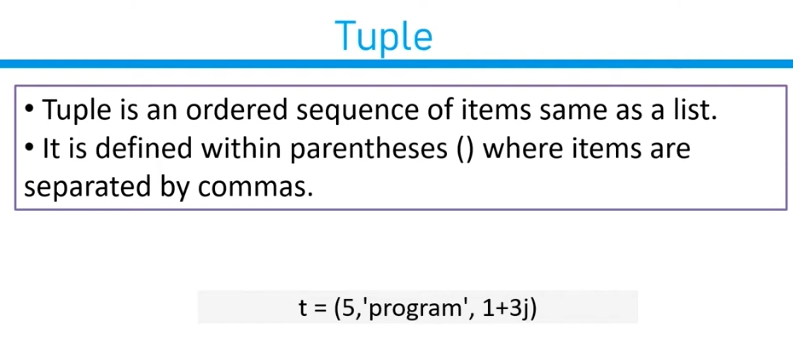 Tuple
• Tuple is an ordered sequence of items same as a list.
• It is defined within parentheses () where items are
separated by commas.
t = (5,'program', 1+3j)